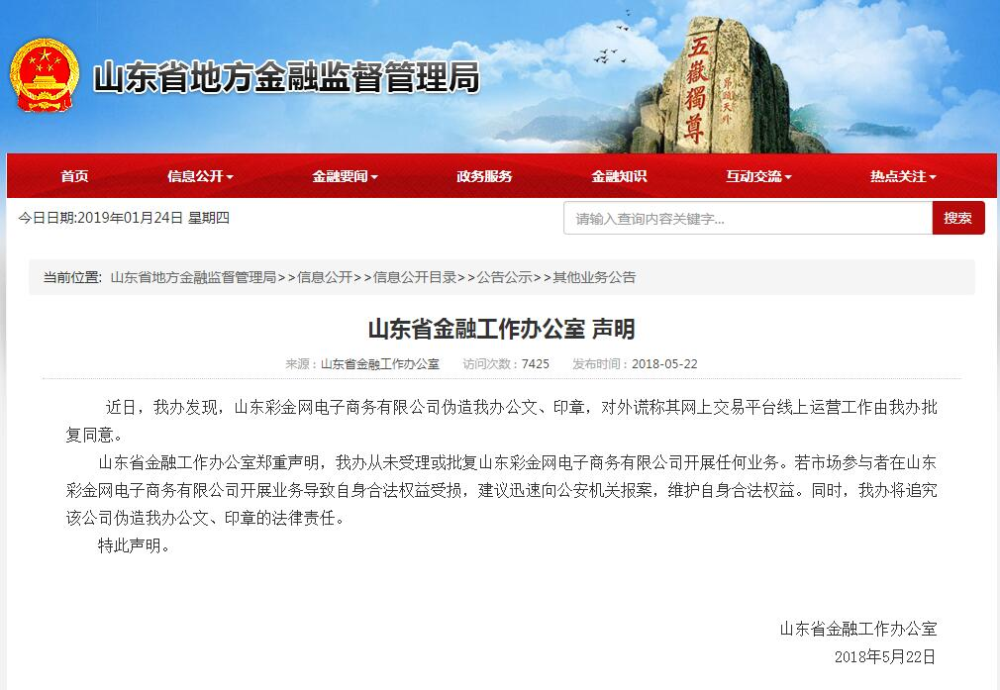 山东省地方金融监督管理局
五嶽獨尊
昂頭天外
首页 信息公开 金融要闻 政务服务 金融知识 互动交流 热点关注
今日日期:2019年01月24日 星期四
请输入查询内容关键字... 搜索
当前位置: 山东省地方金融监督管理局>>信息公开>>信息公开目录>>公告公示>>其他业务公告
山东省金融工作办公室 声明
来源：山东省金融工作办公室 访问次数：7425 发布时间：2018-05-22
近日，我办发现，山东彩金网电子商务有限公司伪造我办公文、印章，对外谎称其网上交易平台线上运营工作由我办批
复同意。
山东省金融工作办公室郑重声明，我办从未受理或批复山东彩金网电子商务有限公司开展任何业务。若市场参与者在山东
彩金网电子商务有限公司开展业务导致自身合法权益受损，建议迅速向公安机关报案，维护自身合法权益。同时，我办将追究
该公司伪造我办公文、印章的法律责任。
特此声明。
山东省金融工作办公室
2018年5月22日